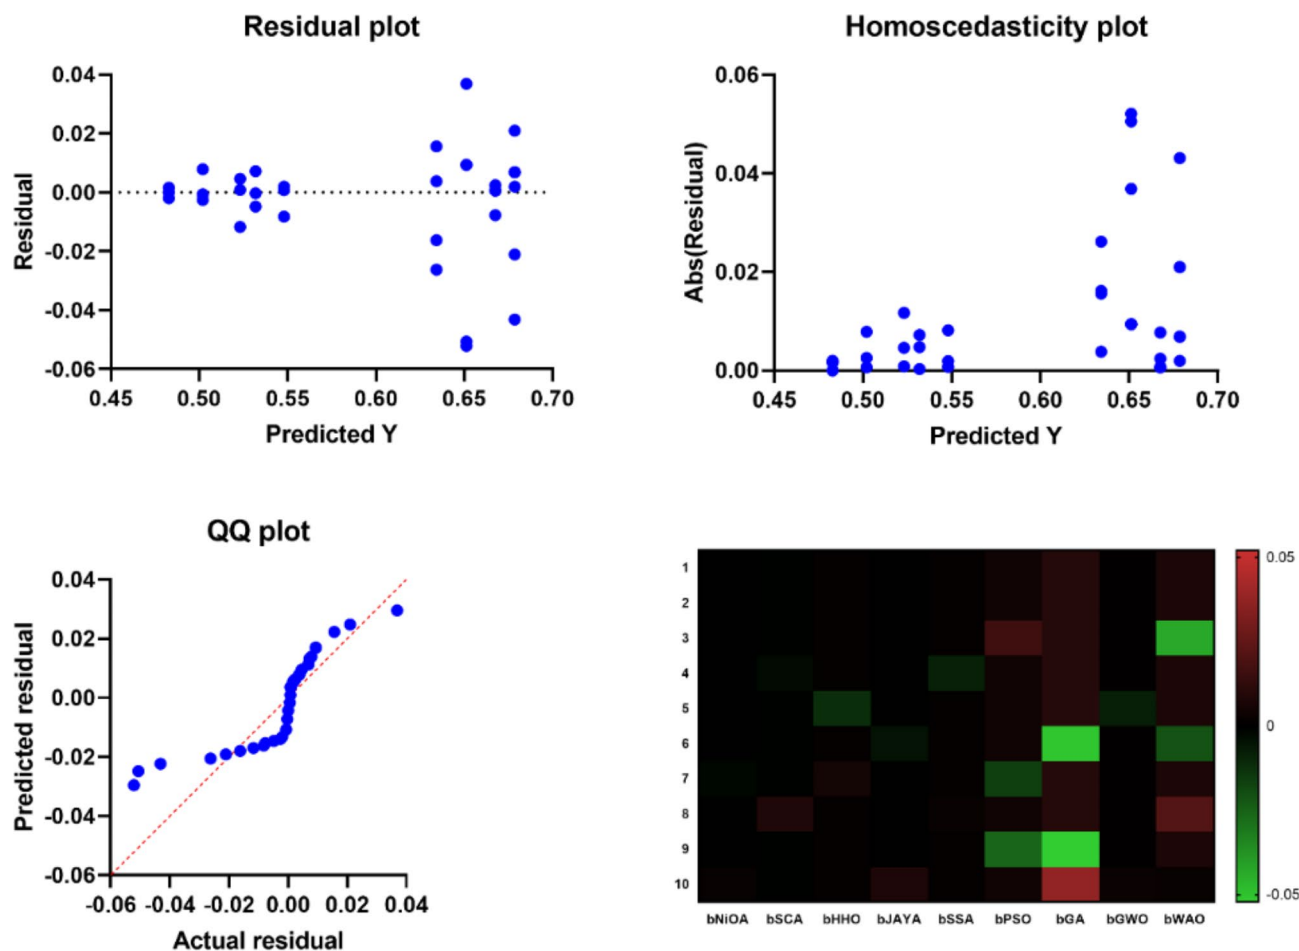 Residual plot
Homoscedasticity plot
0.04
0.02
0.00
-0.02
-0.04
-0.06
Residual
0.45 0.50 0.55 0.60 0.65 0.70
Predicted Y
0.06
0.04
0.02
0.00
Abs(Residual)
0.45 0.50 0.55 0.60 0.65 0.70
Predicted Y
QQ plot
0.04
0.02
0.00
-0.02
-0.04
-0.06
Predicted residual
-0.06 -0.04 -0.02 0.00 0.02 0.04
Actual residual
1
2
3
4
5
6
7
8
9
10
bNiOA bSCA bHHO bJAYA bSSA bPSO bGA bGWO bWAO
0.05
0
-0.05